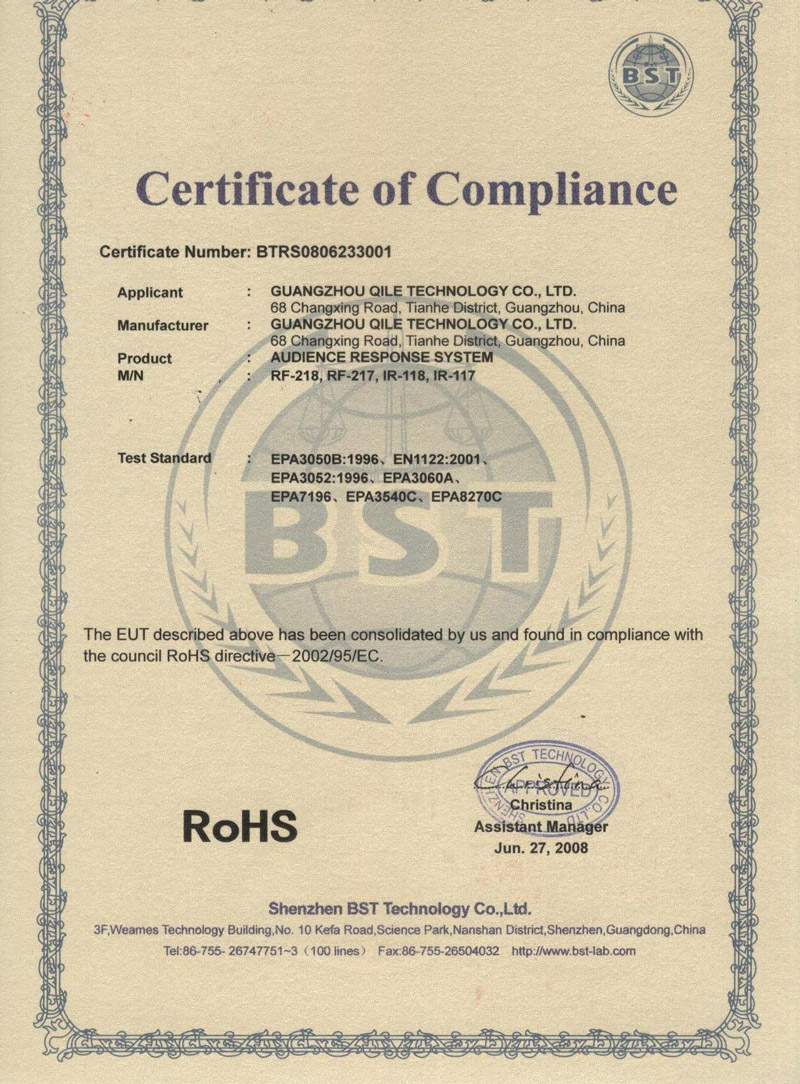 BST
Certificate of Compliance
Certificate Number: BTRS0806233001
Applicant : GUANGZHOU QILE TECHNOLOGY CO., LTD.
68 Changxing Road, Tianhe District, Guangzhou, China
Manufacturer : GUANGZHOU QILE TECHNOLOGY CO., LTD.
68 Changxing Road, Tianhe District, Guangzhou, China
Product : AUDIENCE RESPONSE SYSTEM
M/N : RF-218, RF-217, IR-118, IR-117
Test Standard : EPA3050B:1996、EN1122:2001、
EPA3052:1996、EPA3060A、
EPA7196、EPA3540C、EPA8270C
BST
The EUT described above has been consolidated by us and found in compliance with
the council RoHS directive—2002/95/EC.
SHENZHEN BST TECHNOLOGY CO.,LTD
APPROVED
Christina
Christina
Assistant Manager
Jun. 27, 2008
RoHS
Shenzhen BST Technology Co.,Ltd.
3F,Weames Technology Building,No. 10 Kefa Road,Science Park,Nanshan District,Shenzhen,Guangdong,China
Tel:86-755- 26747751~3（100 lines） Fax:86-755-26504032 http://www.bst-lab.com